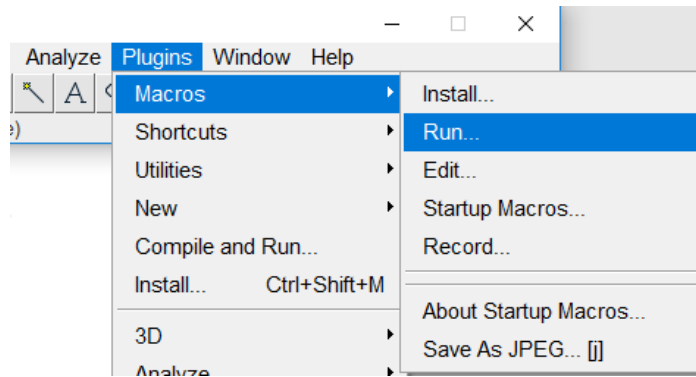 Analyze Plugins Window Help
A
e)
Macros
Shortcuts
Utilities
New
Compile and Run...
Install... Ctrl+Shift+M
3D
Analyze
Install...
Run...
Edit...
Startup Macros...
Record...
About Startup Macros...
Save As JPEG... [j]